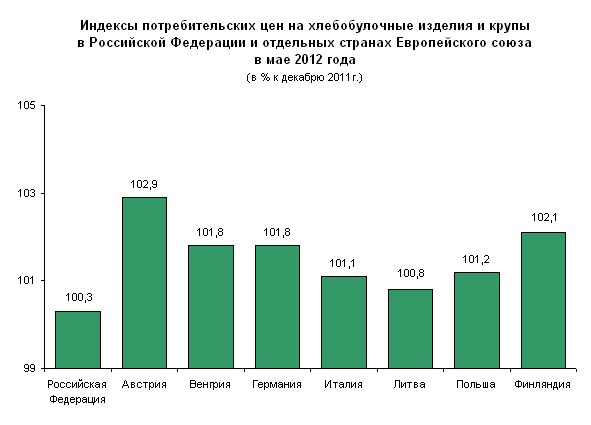 Индексы потребительских цен на хлебобулочные изделия и крупы
в Российской Федерации и отдельных странах Европейского союза
в мае 2012 года
(в % к декабрю 2011 г.)
105
103
101
99
100,3
102,9
101,8
101,8
101,1
100,8
101,2
102,1
Российская
Федерация
Австрия
Венгрия
Германия
Италия
Литва
Польша
Финляндия